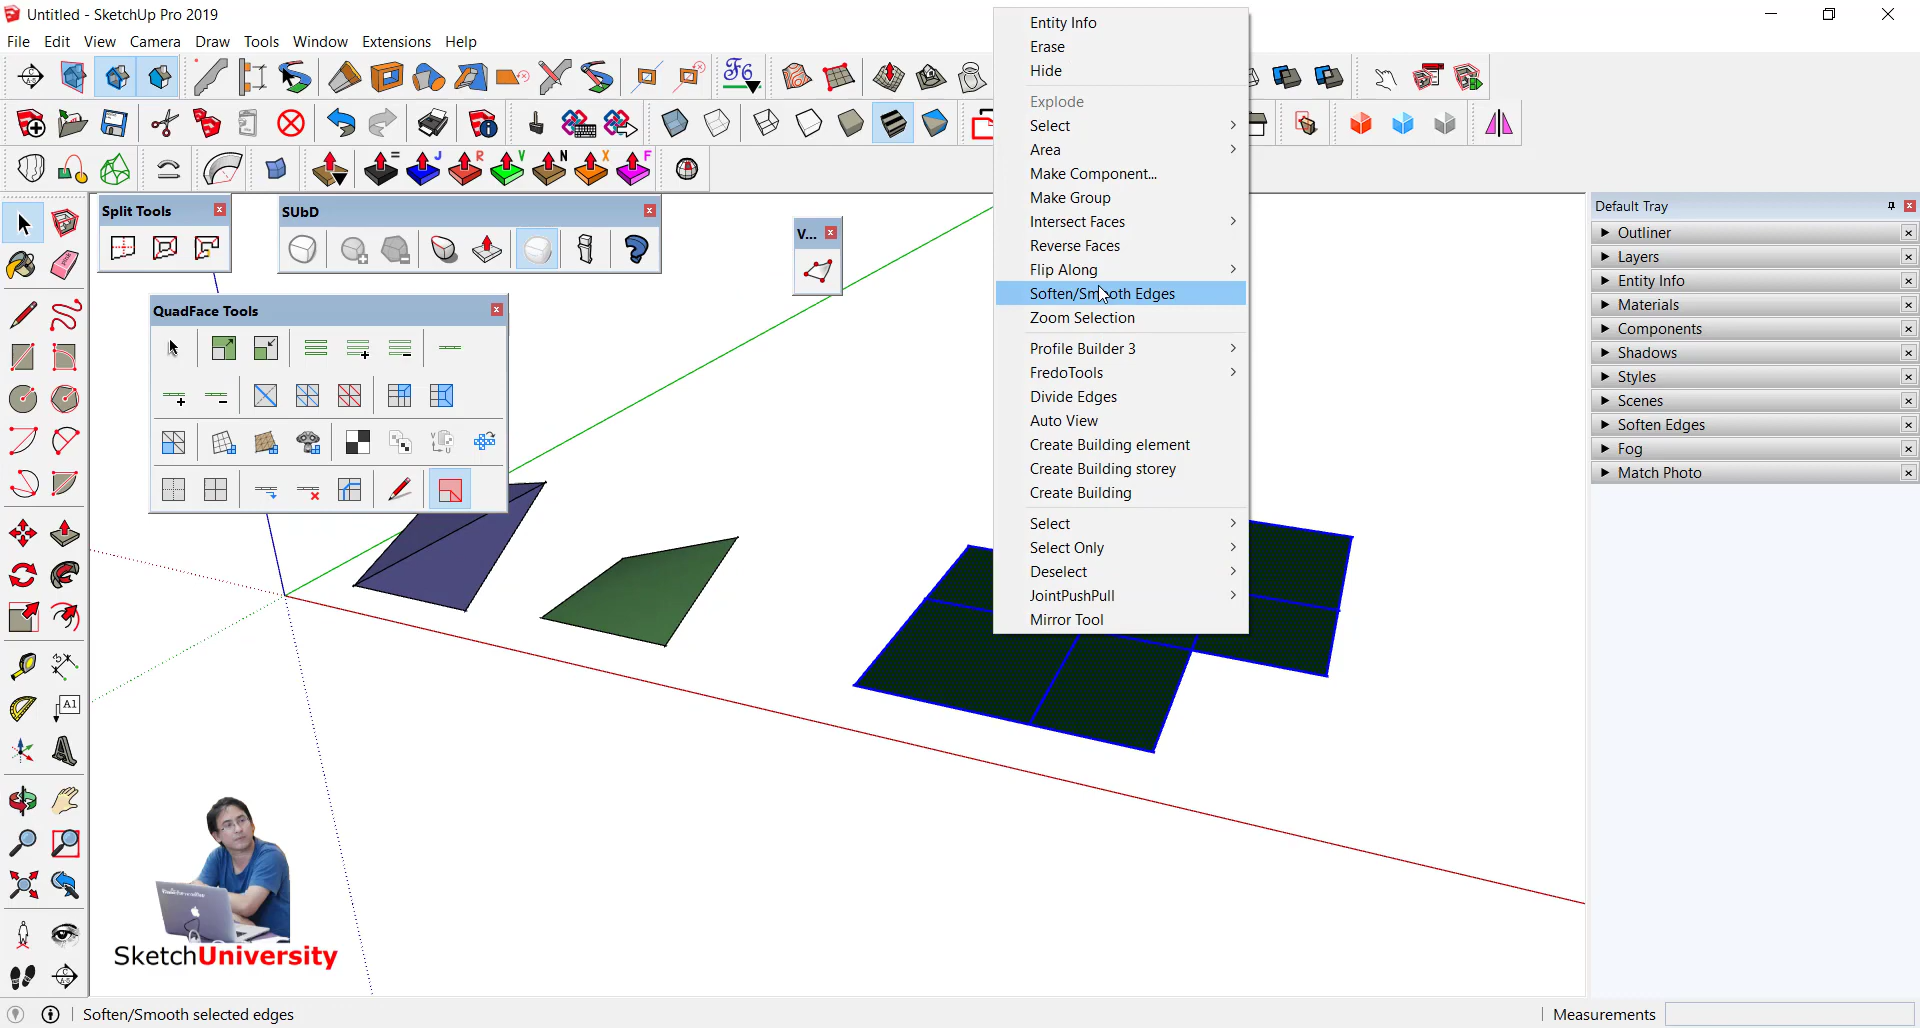 Untitled - SketchUp Pro 2019
File Edit View Camera Draw Tools Window Extensions Help
Split Tools
SUbD
V...
QuadFace Tools
F6
= J R V N X F
A1
3
Entity Info
Erase
Hide
Explode
Select
Area
Make Component...
Make Group
Intersect Faces
Reverse Faces
Flip Along
Soften/Smooth Edges
Zoom Selection
Profile Builder 3
FredoTools
Divide Edges
Auto View
Create Building element
Create Building storey
Create Building
Select
Select Only
Deselect
JointPushPull
Mirror Tool
Default Tray
Outliner
Layers
Entity Info
Materials
Components
Shadows
Styles
Scenes
Soften Edges
Fog
Match Photo
SketchUniversity
Soften/Smooth selected edges
Measurements